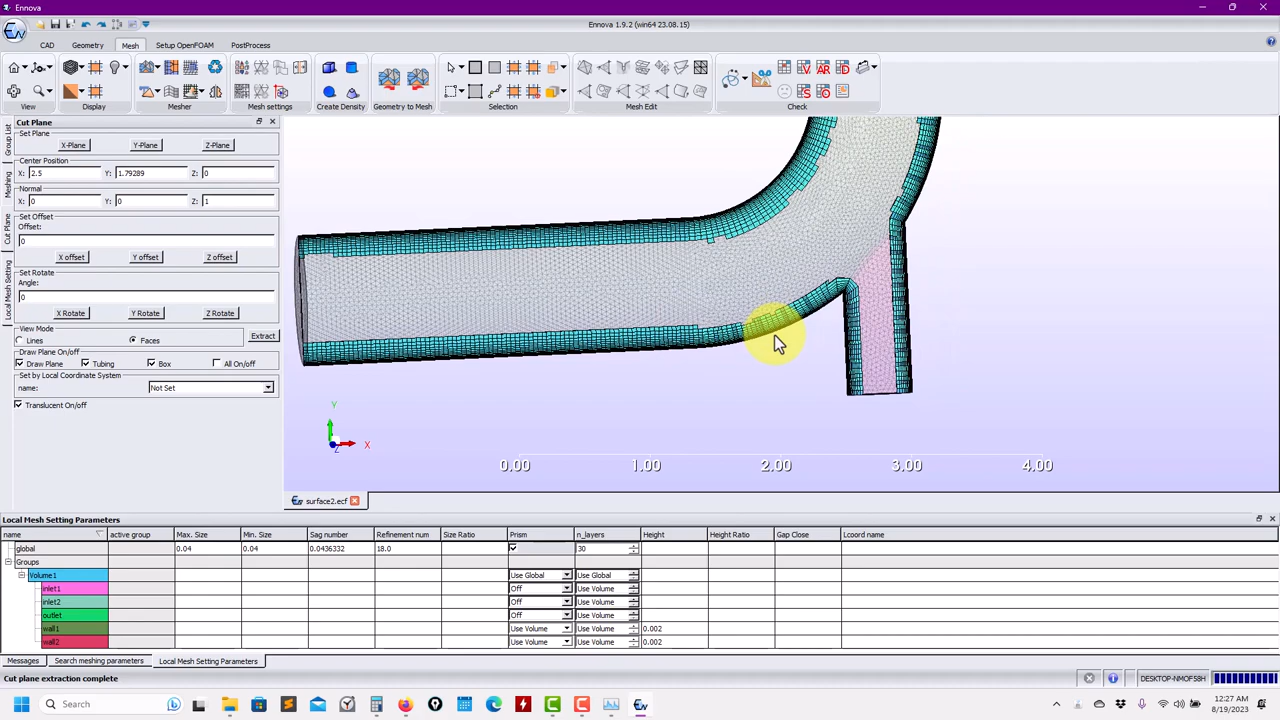 Ennova
Ennova 1.9.2 (win64 23.08.15)
CAD Geometry Mesh Setup OpenFOAM PostProcess
View Display Mesher Mesh settings Create Density Geometry to Mesh Selection Mesh Edit Check
Cut Plane
Set Plane
X-Plane Y-Plane Z-Plane
Center Position
X: 2.5 Y: 1.79289 Z: 0
Normal
X: 0 Y: 0 Z: 1
Set Offset
Offset:
0
X offset Y offset Z offset
Set Rotate
Angle:
0
X Rotate Y Rotate Z Rotate
View Mode
Lines Faces Extract
Draw Plane On/off
Draw Plane Tubing Box All On/off
Set by Local Coordinate System
name: Not Set
Translucent On/off
Group List
Meshing
Cut Plane
Local Mesh Setting
Y
X
Z
0.00 1.00 2.00 3.00 4.00
surface2.ecf
Local Mesh Setting Parameters
name active group Max. Size Min. Size Sag number Refinement num Size Ratio Prism n_layers Height Height Ratio Gap Close Lcoord name
global 0.04 0.04 0.0436332 18.0 30
Groups
Volume1 Use Global Use Global
inlet1 Off Use Volume
inlet2 Off Use Volume
outlet Off Use Volume
wall1 Use Volume Use Volume 0.002
wall2 Use Volume Use Volume 0.002
Messages Search meshing parameters Local Mesh Setting Parameters
Cut plane extraction complete DESKTOP-NMOF58H
Search 12:27 AM
8/19/2023